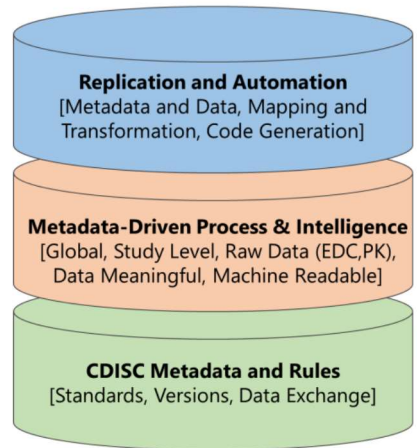 Replication and Automation
[Metadata and Data, Mapping and
Transformation, Code Generation]
Metadata-Driven Process & Intelligence
[Global, Study Level, Raw Data (EDC,PK),
Data Meaningful, Machine Readable]
CDISC Metadata and Rules
[Standards, Versions, Data Exchange]